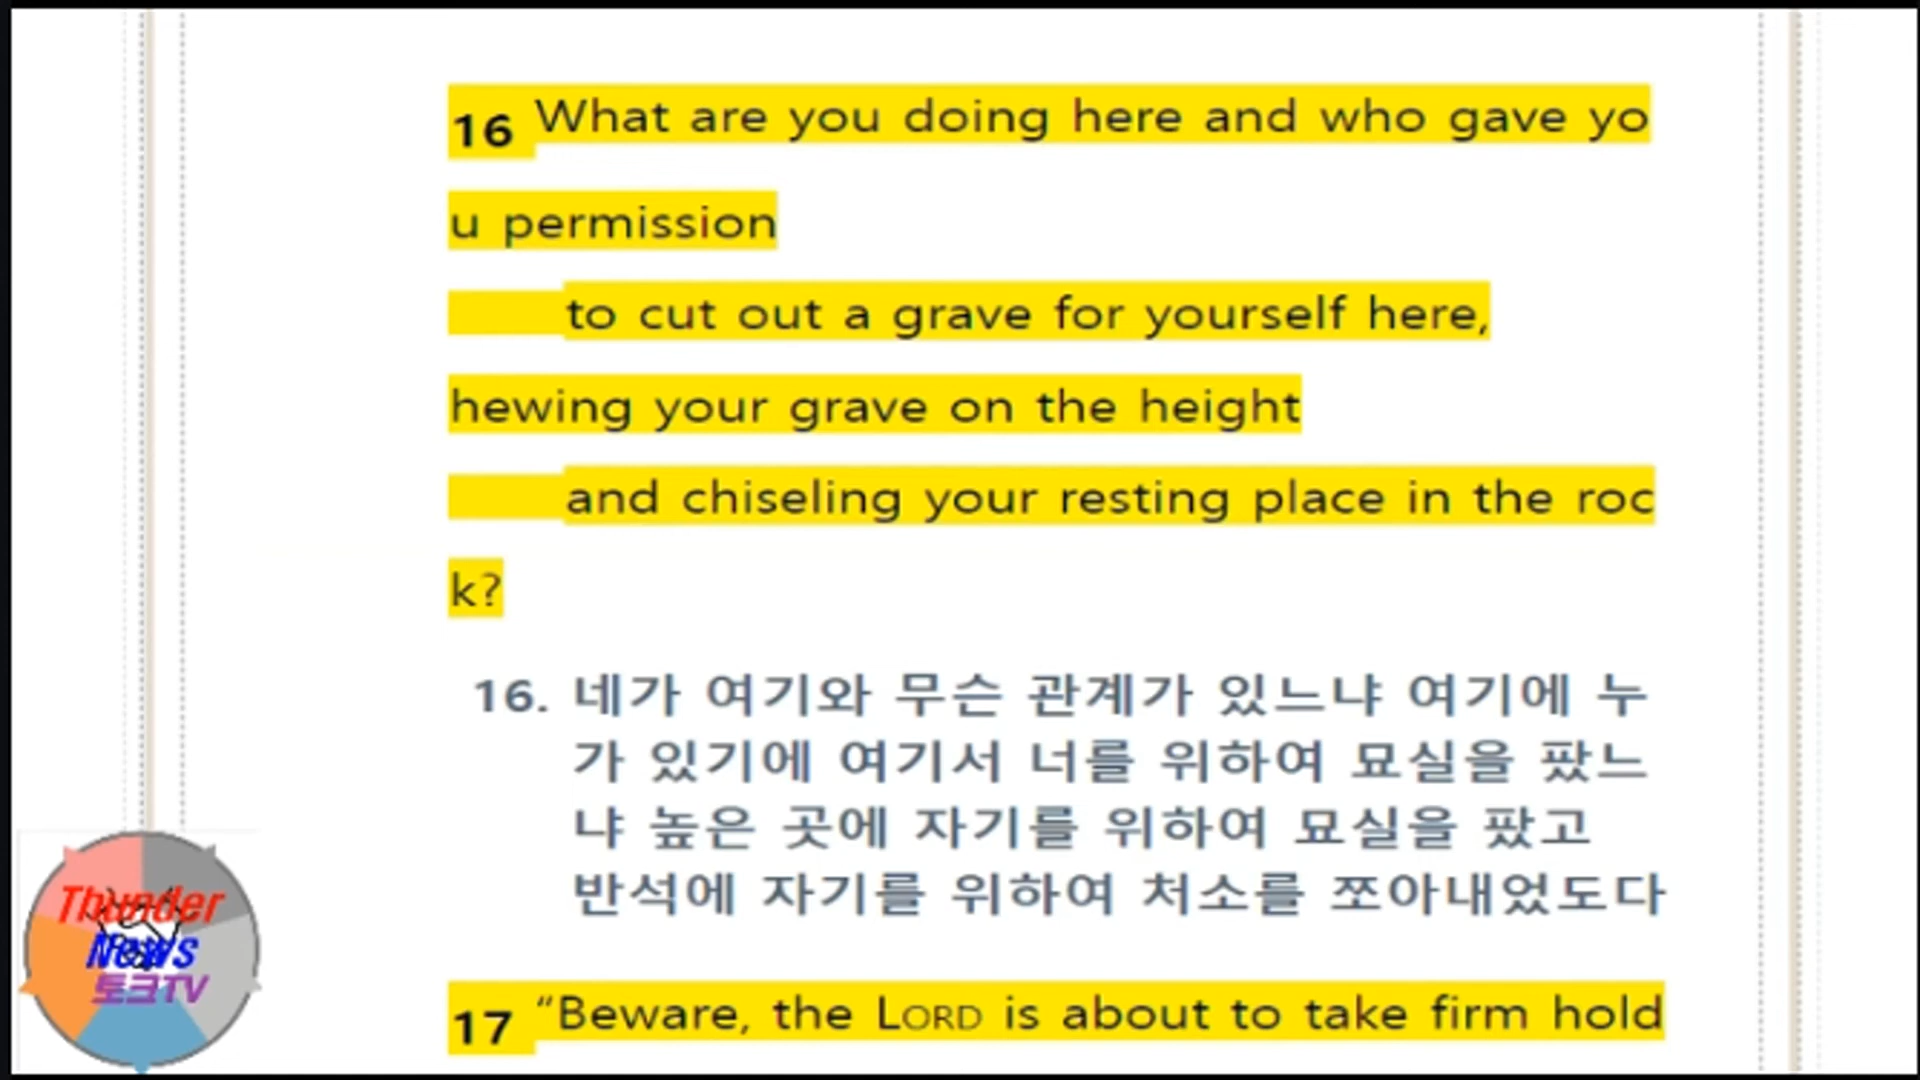 16 What are you doing here and who gave yo
u permission
to cut out a grave for yourself here,
hewing your grave on the height
and chiseling your resting place in the roc
k?
16. 네가 여기와 무슨 관계가 있느냐 여기에 누
가 있기에 여기서 너를 위하여 묘실을 팠느
냐 높은 곳에 자기를 위하여 묘실을 팠고
반석에 자기를 위하여 처소를 쪼아내었도다
17 “Beware, the LORD is about to take firm hold
Thunder
News
토크TV